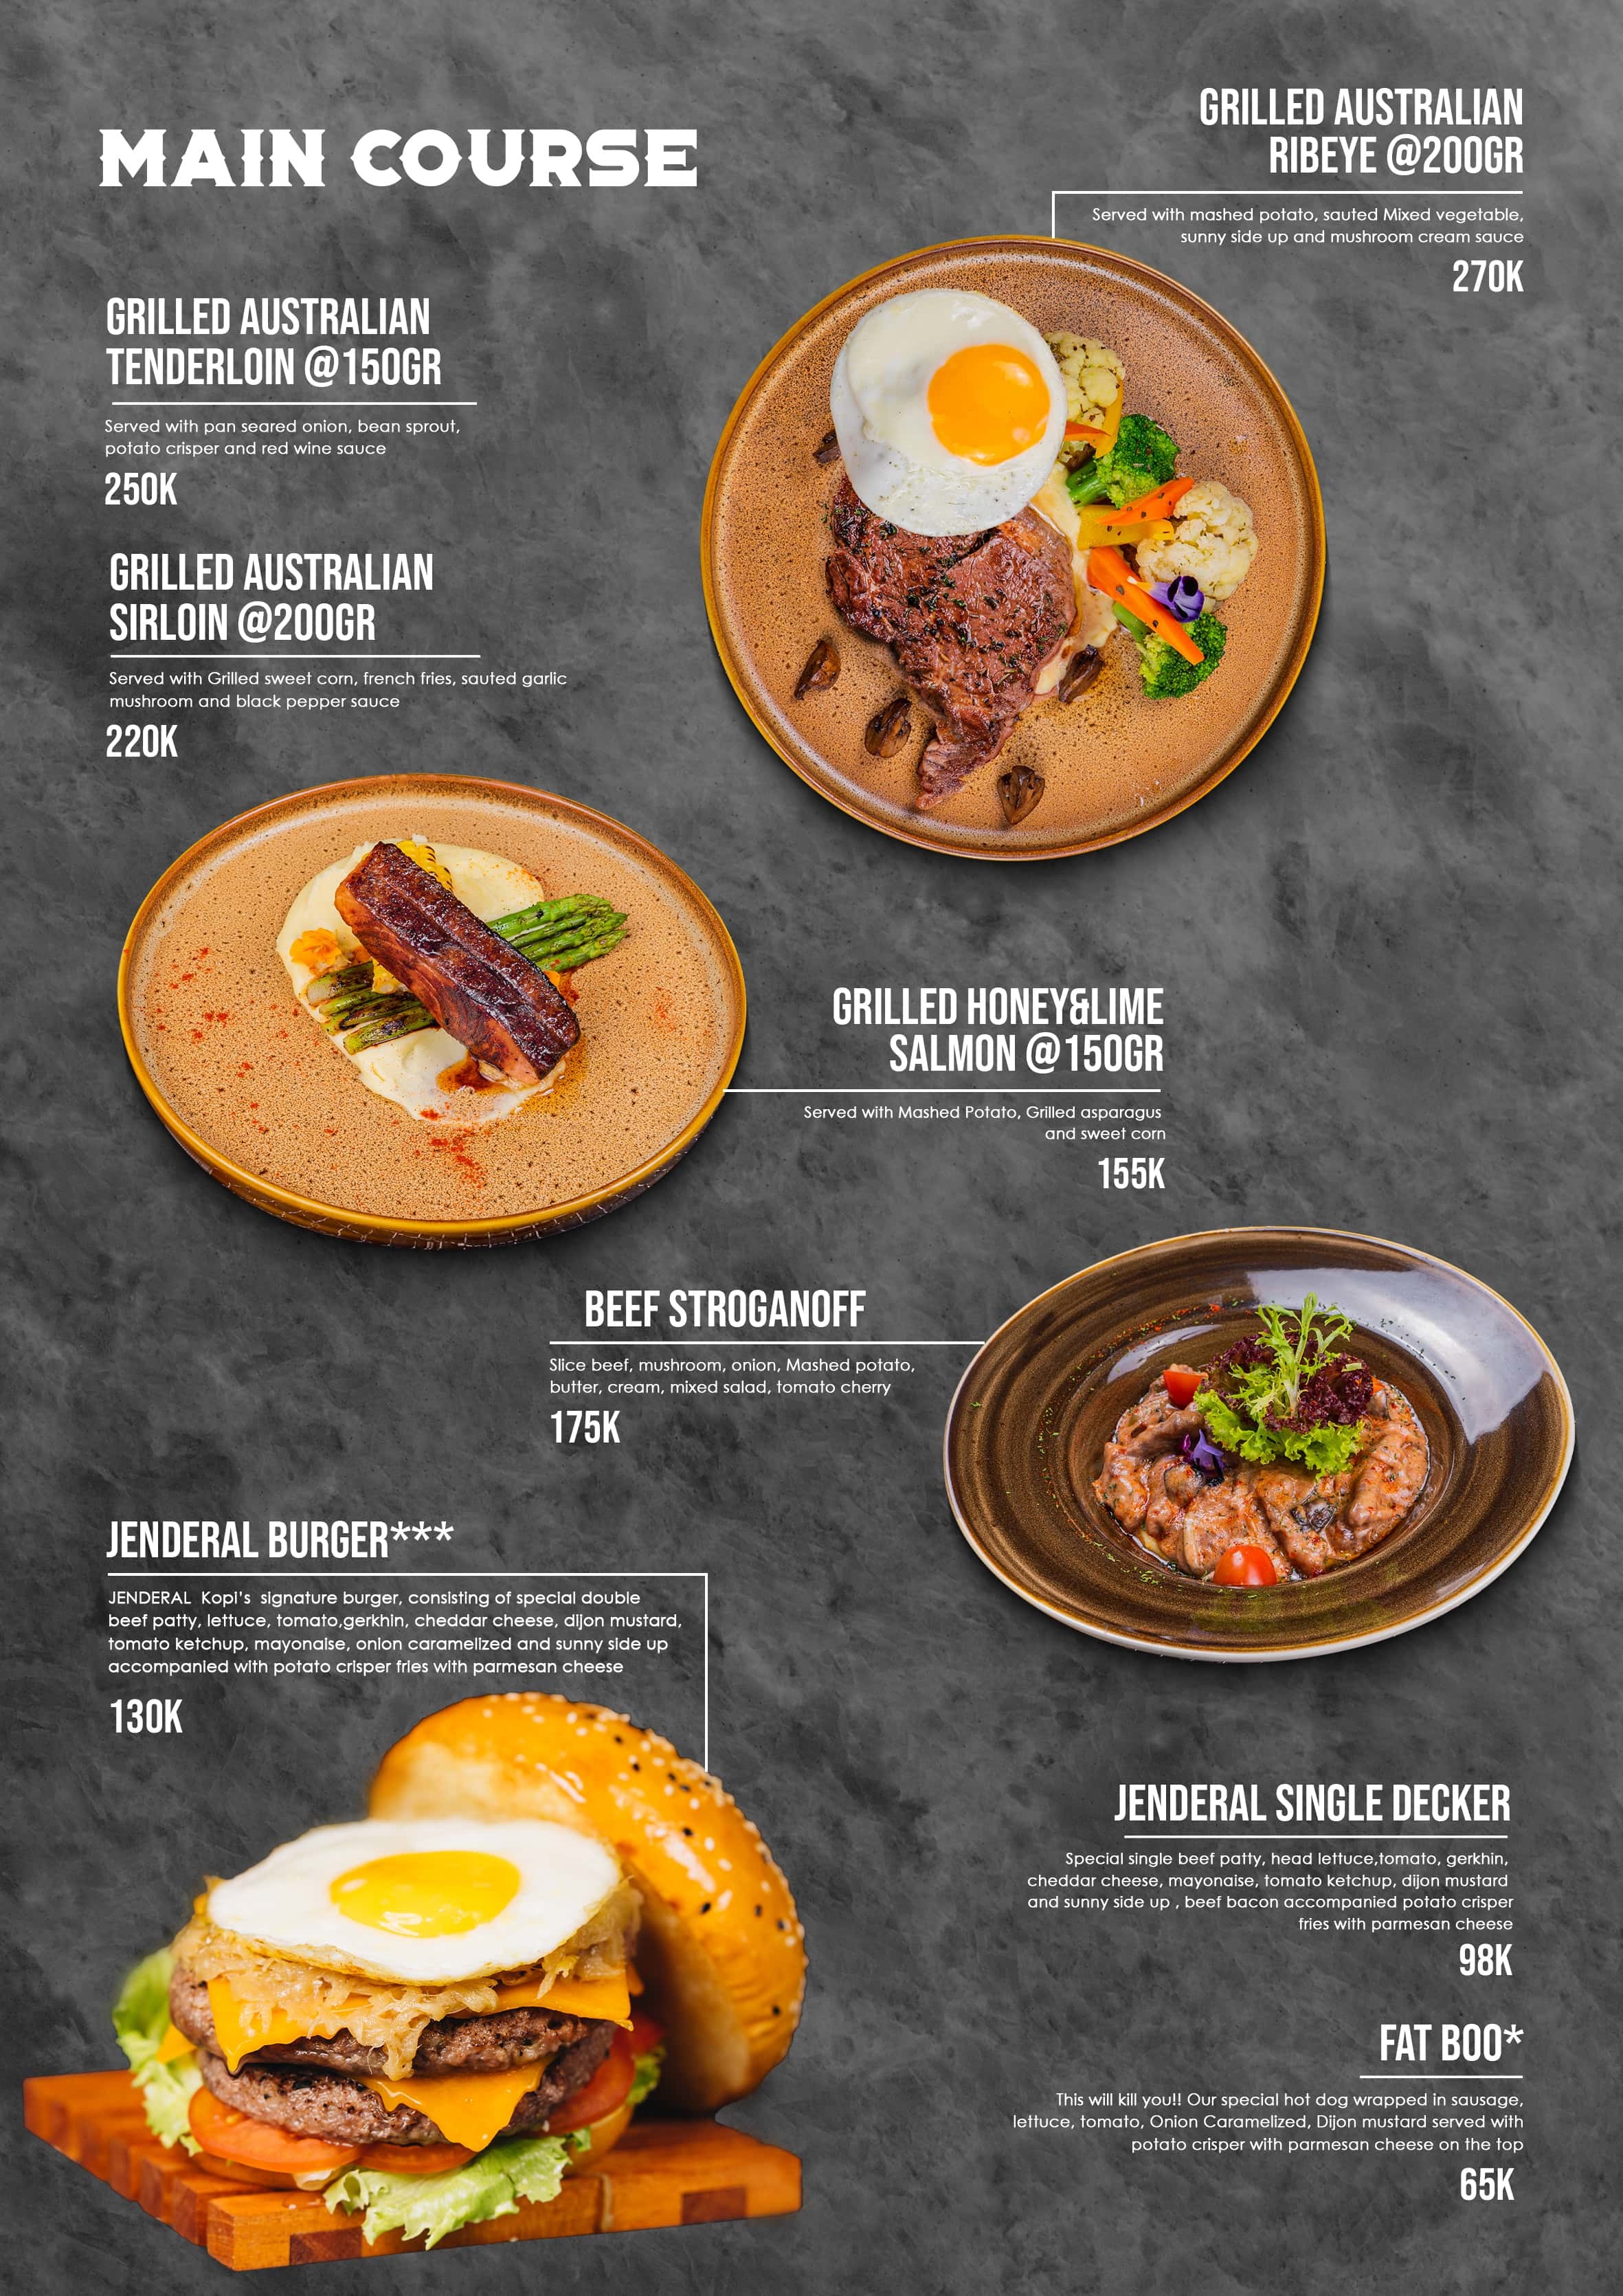 MAIN COURSE
GRILLED AUSTRALIAN
RIBEYE @200GR
Served with mashed potato, sauted Mixed vegetable,
sunny side up and mushroom cream sauce
270K
GRILLED AUSTRALIAN
TENDERLOIN @150GR
Served with pan seared onion, bean sprout,
potato crisper and red wine sauce
250K
GRILLED AUSTRALIAN
SIRLOIN @200GR
Served with Grilled sweet corn, french fries, sauted garlic
mushroom and black pepper sauce
220K
GRILLED HONEY&LIME
SALMON @150GR
Served with Mashed Potato, Grilled asparagus
and sweet corn
155K
BEEF STROGANOFF
Slice beef, mushroom, onion, Mashed potato,
butter, cream, mixed salad, tomato cherry
175K
JENDERAL BURGER***
JENDERAL Kopi's signature burger, consisting of special double
beef patty, lettuce, tomato,gerkhin, cheddar cheese, dijon mustard,
tomato ketchup, mayonaise, onion caramelized and sunny side up
accompanied with potato crisper fries with parmesan cheese
130K
JENDERAL SINGLE DECKER
Special single beef patty, head lettuce,tomato, gerkhin,
cheddar cheese, mayonaise, tomato ketchup, dijon mustard
and sunny side up , beef bacon accompanied potato crisper
fries with parmesan cheese
98K
FAT BOO*
This will kill you!! Our special hot dog wrapped in sausage,
lettuce, tomato, Onion Caramelized, Dijon mustard served with
potato crisper with parmesan cheese on the top
65K